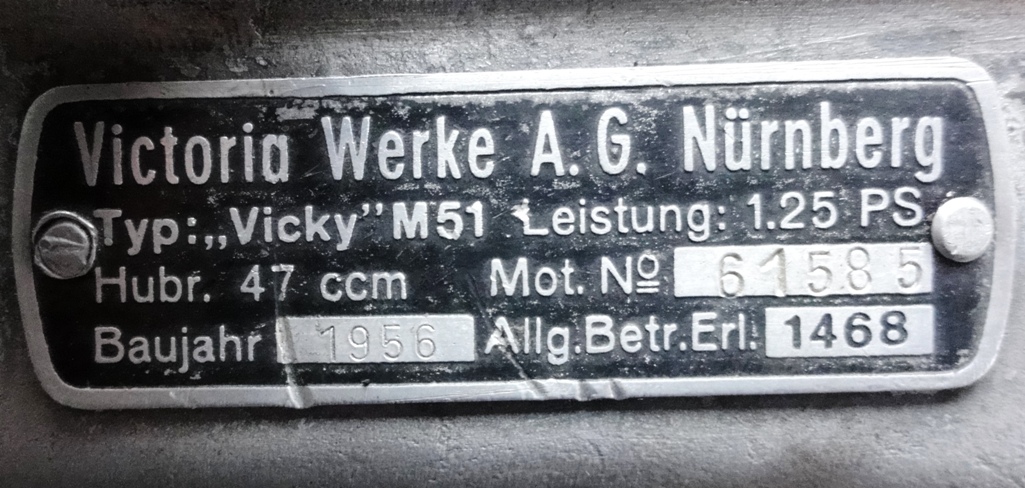 Victoria Werke A.G. Nürnberg
Typ: „Vicky” M51 Leistung: 1.25 PS
Hubr. 47 ccm Mot. Nº 61585
Baujahr 1956 Allg.Betr.Erl. 1468